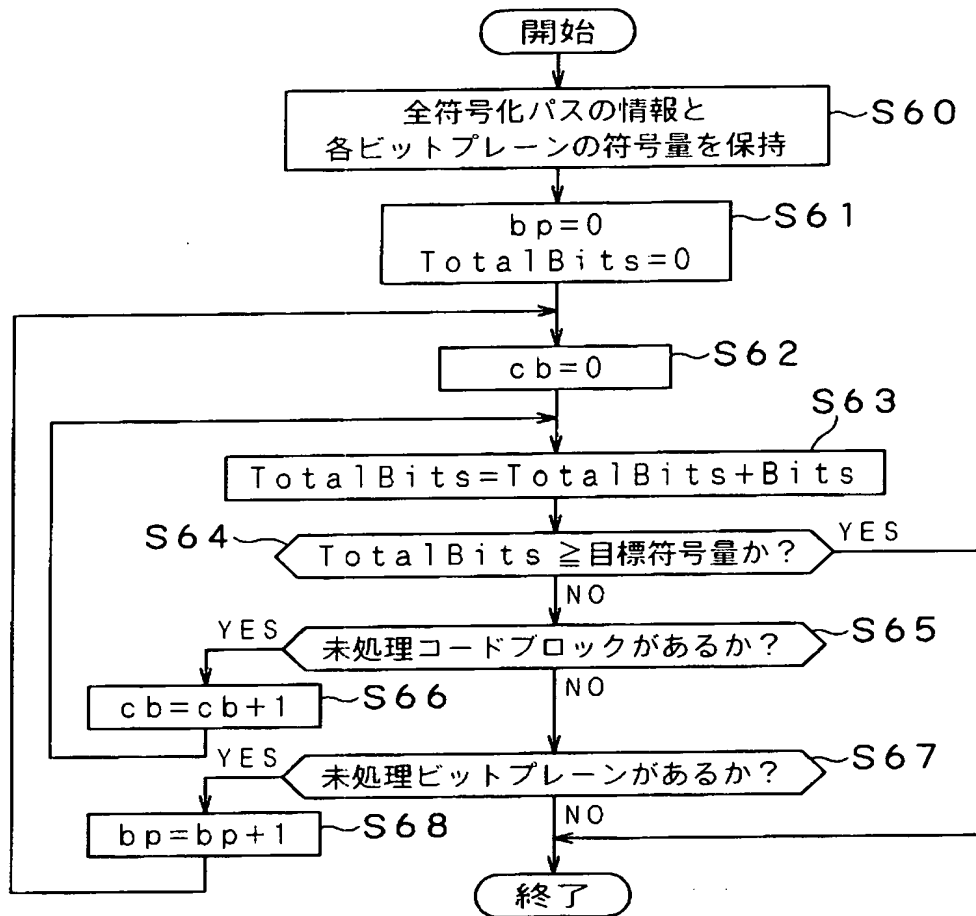 開始
全符号化パスの情報と
各ビットプレーンの符号量を保持
S60
bp=0
TotalBits=0
S61
cb=0
S62
S63
TotalBits=TotalBits+Bits
S64
TotalBits≧目標符号量か?
YES
NO
YES
未処理コードブロックがあるか?
S65
cb=cb+1
S66
NO
YES
未処理ビットプレーンがあるか?
S67
bp=bp+1
S68
NO
終了